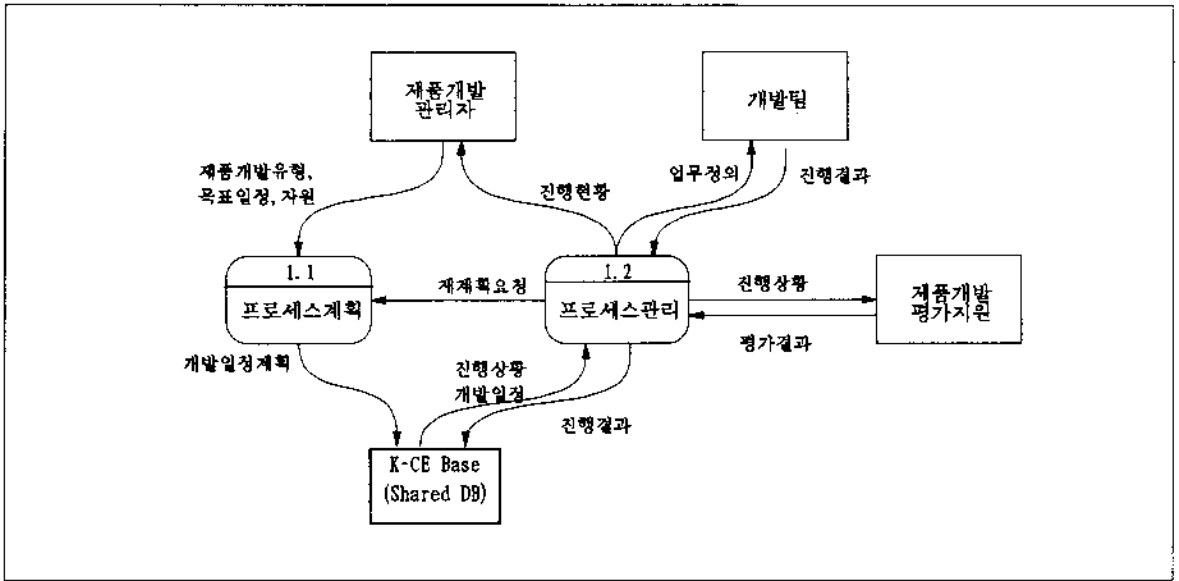 제품개발
관리자
개발팀
제품개발유형,
목표일정, 자원
진행현황
업무정의
진행결과
1. 1
프로세스계획
재계획요청
1. 2
프로세스관리
진행상황
평가결과
제품개발
평가지원
개발일정계획
진행상황
개발일정
진행결과
K-CE Base
(Shared DB)